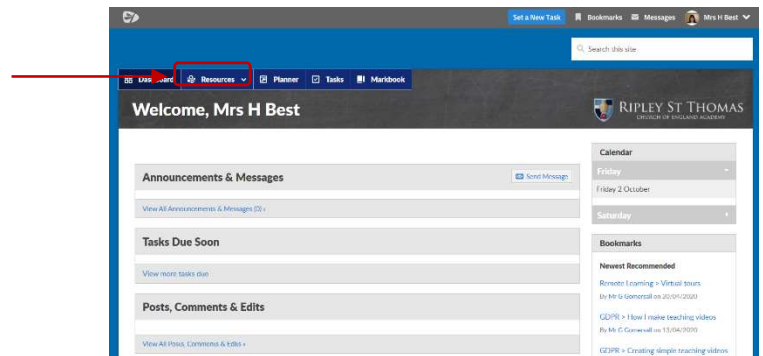 Set a New Task Bookmarks Messages Mrs H Best
Search this site
Dashboard Resources Planner Tasks Markbook
Welcome, Mrs H Best
RIPLEY ST THOMAS
CHURCH OF ENGLAND ACADEMY
Announcements & Messages
Send Message
View All Announcements & Messages (0)
Tasks Due Soon
View more tasks due
Posts, Comments & Edits
View All Posts, Comments & Edits
Calendar
Friday
Friday 2 October
Saturday
Bookmarks
Newest Recommended
Remote Learning > Virtual tours
By Mr G Gomersall on 20/04/2020
GDPR > How I make teaching videos
By Mr G Gomersall on 13/04/2020
GDPR > Creating simple teaching videos